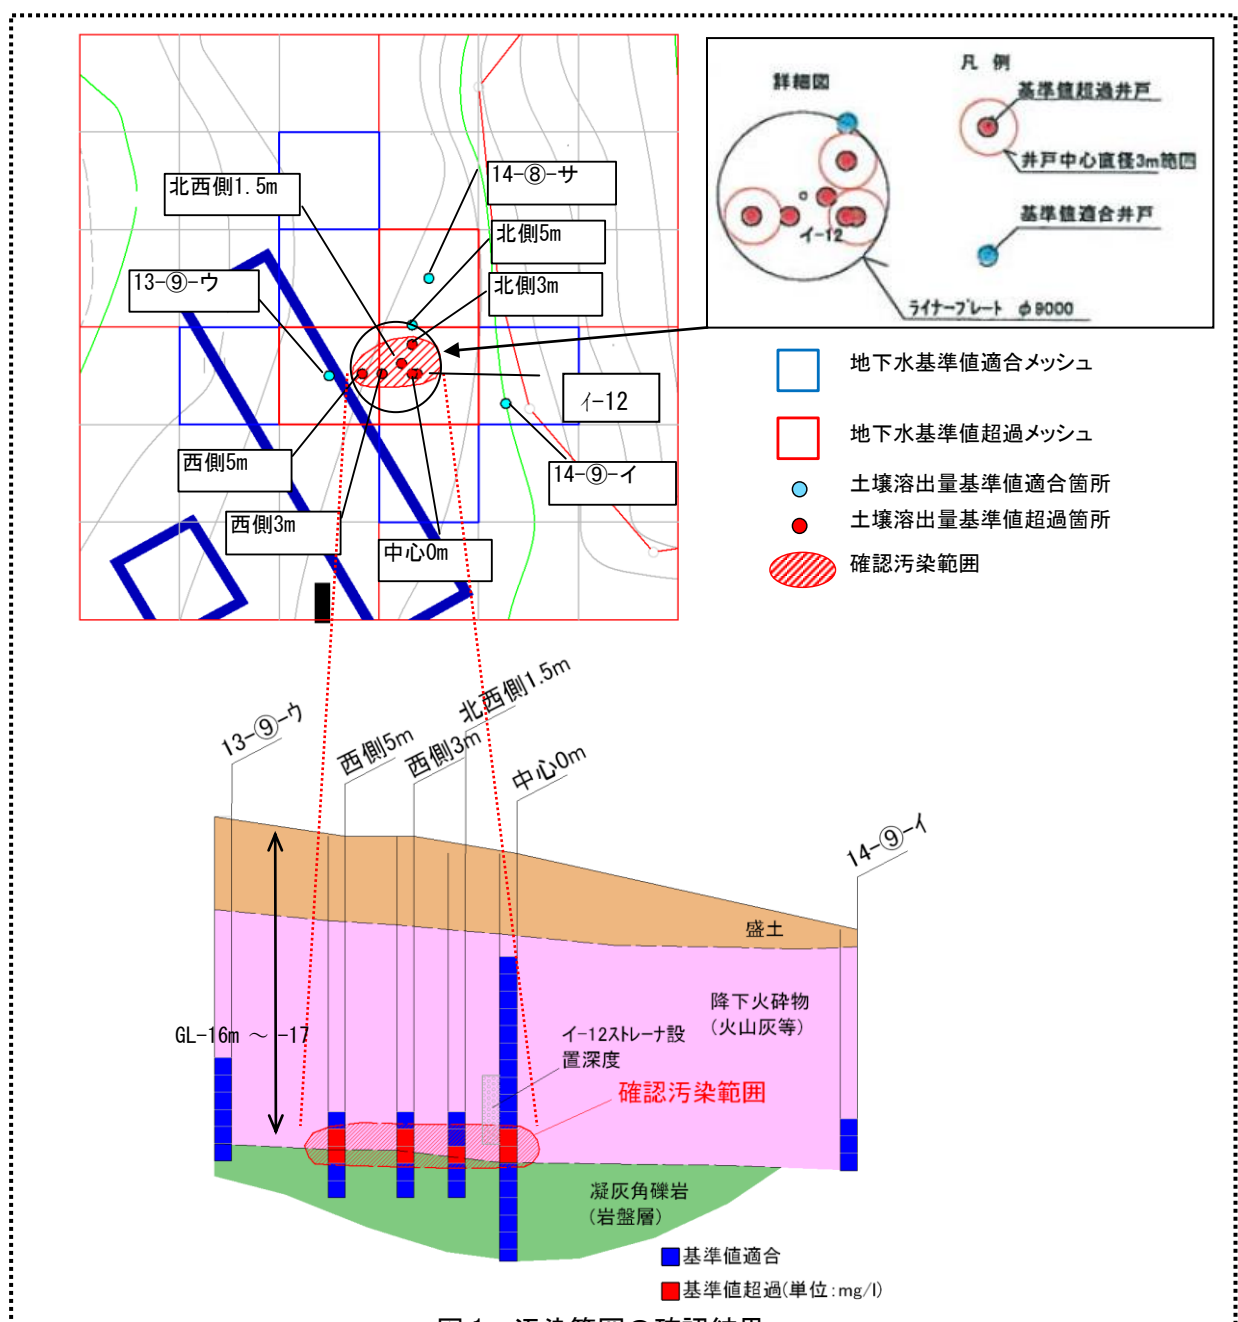 詳細図
凡 例
基準値超過井戸
井戸中心直径3m範囲
基準値適合井戸
イ-12
ライナープレート φ9000
北西側1.5m
14-⑧-サ
北側5m
13-⑨-ウ
北側3m
イ-12
西側5m
14-⑨-イ
西側3m
中心0m
地下水基準値適合メッシュ
地下水基準値超過メッシュ
土壌溶出量基準値適合箇所
土壌溶出量基準値超過箇所
確認汚染範囲
13-⑨-ウ
西側5m
西側3m
北西側1.5m
中心0m
14-⑨-イ
盛土
降下火砕物
(火山灰等)
GL-16m ～ -17
イ-12ストレーナ設
置深度
確認汚染範囲
凝灰角礫岩
(岩盤層)
基準値適合
基準値超過(単位:mg/l)